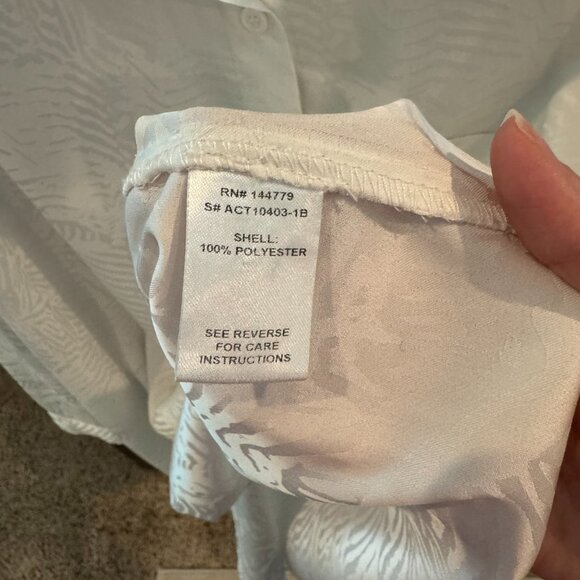 RN# 144779
S# ACT10403-1B
SHELL:
100% POLYESTER
SEE REVERSE
FOR CARE
INSTRUCTIONS